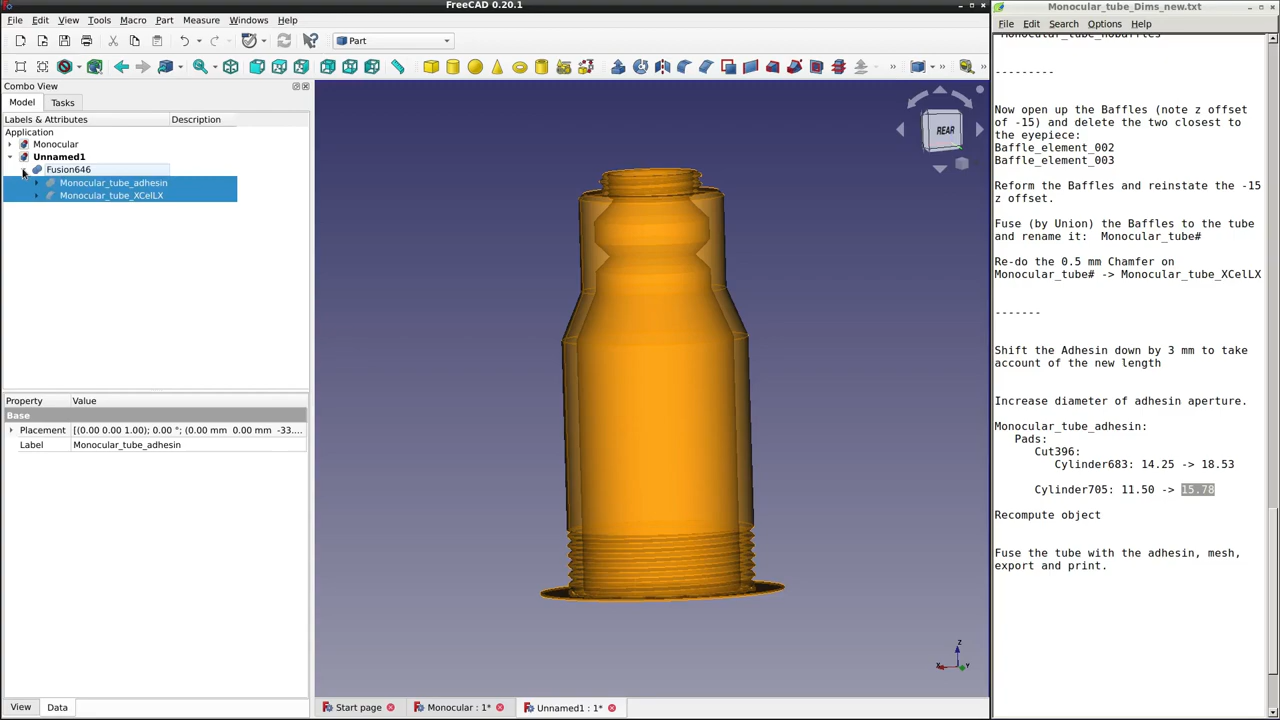 FreeCAD 0.20.1
Monocular_tube_Dims_new.txt
File Edit View Tools Macro Part Measure Windows Help
File Edit Search Options Help
Part
Combo View
Model Tasks
Labels & Attributes Description
Application
Monocular
Unnamed1
Fusion646
Monocular_tube_adhesin
Monocular_tube_XCelLX
Property Value
Base
Placement [(0.00 0.00 1.00); 0.00 °; (0.00 mm 0.00 mm -33....
Label Monocular_tube_adhesin
View Data
REAR
Z
X
Y
Start page
Monocular : 1*
Unnamed1 : 1*
Monocular_tube_nobaffles
---------
Now open up the Baffles (note z offset
of -15) and delete the two closest to
the eyepiece:
Baffle_element_002
Baffle_element_003
Reform the Baffles and reinstate the -15
z offset.
Fuse (by Union) the Baffles to the tube
and rename it: Monocular_tube#
Re-do the 0.5 mm Chamfer on
Monocular_tube# -> Monocular_tube_XCelLX
-------
Shift the Adhesin down by 3 mm to take
account of the new length
Increase diameter of adhesin aperture.
Monocular_tube_adhesin:
Pads:
Cut396:
Cylinder683: 14.25 -> 18.53
Cylinder705: 11.50 -> 15.78
Recompute object
Fuse the tube with the adhesin, mesh,
export and print.